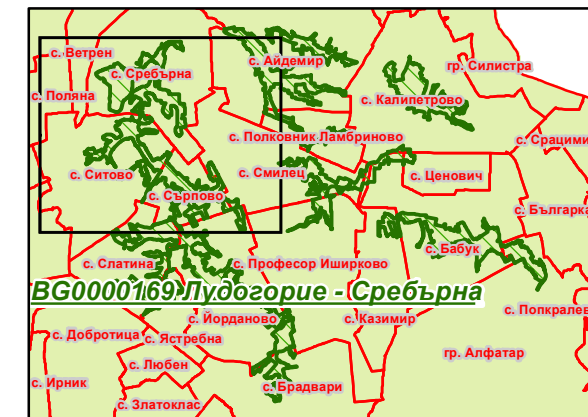 с. Ветрен
с. Айдемир
гр. Силистра
с. Сребърна
с. Поляна
с. Калипетрово
с. Полковник Ламбриново
с. Срацими
с. Ситово
с. Смилец
с. Ценович
с. Сърпово
с. Българка
с. Бабук
с. Слатина
с. Професор Иширково
BG0000169 Лудогорие - Сребърна
с. Попкралев
с. Йорданово
с. Казимир
с. Добротица
с. Ястребна
гр. Алфатар
с. Любен
с. Ирник
с. Брадвари
с. Златоклас